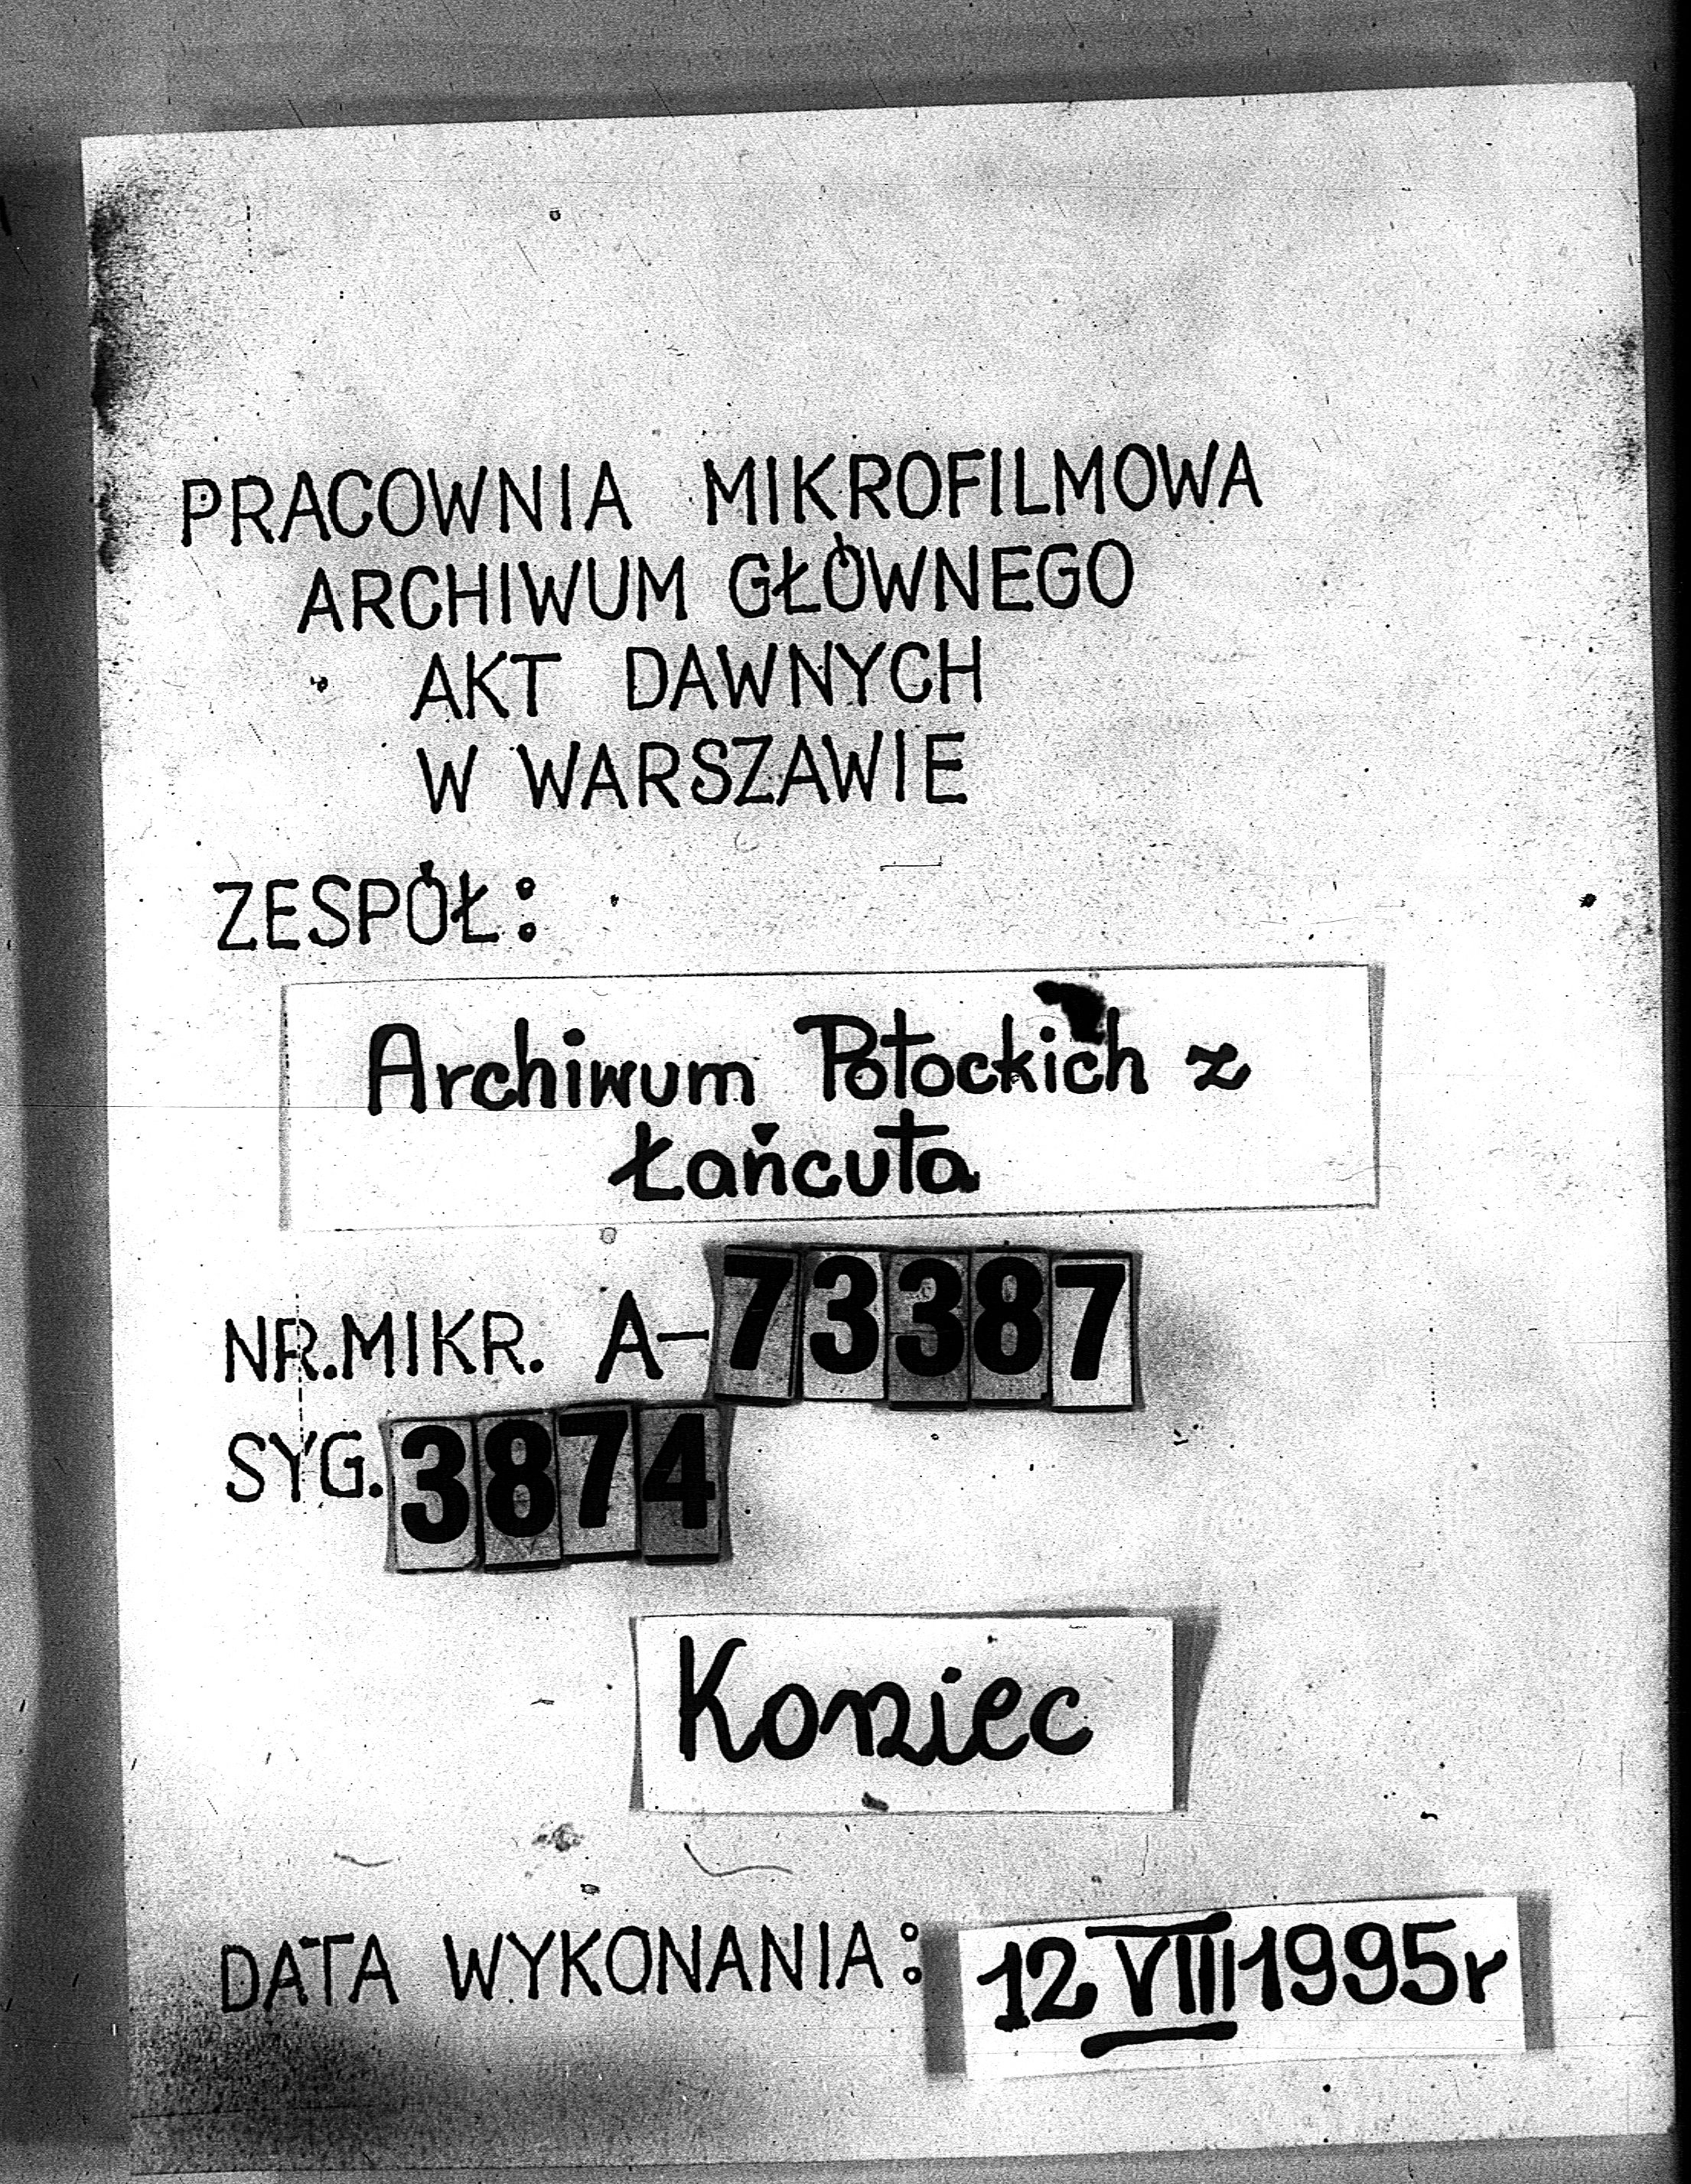 PRACOWNIA MIKROFILMOWA
ARCHIWUM GŁÓWNEGO
AKT DAWNYCH
W WARSZAWIE
ZESPÓŁ:
Archiwum Potockich z
Łańcuta
NR.MIKR. A-73387
SYG. 3874
Koniec
DATA WYKONANIA: 12 VIII 1995r